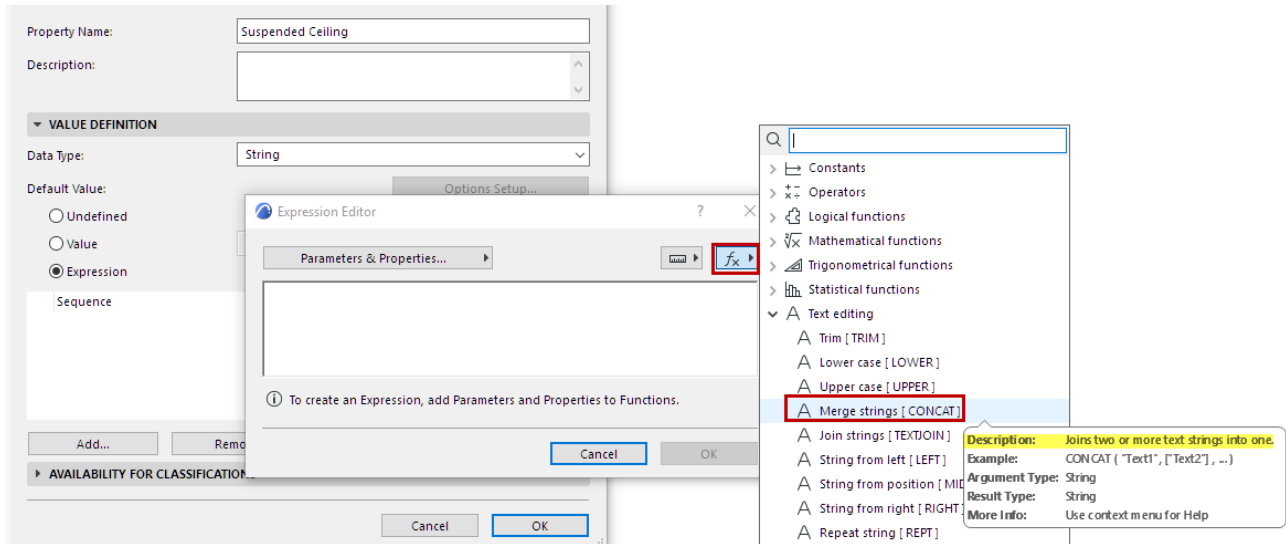 Property Name:
Suspended Ceiling
Description:
VALUE DEFINITION
Data Type:
String
Default Value:
Options Setup...
Undefined
Value
Expression
Sequence
Add...
AVAILABILITY FOR CLASSIFICATION
Cancel
OK
Expression Editor
?
Parameters & Properties...
fx
To create an Expression, add Parameters and Properties to Functions.
Cancel
OK
Constants
Operators
Logical functions
Mathematical functions
Trigonometrical functions
Statistical functions
Text editing
Trim [ TRIM ]
Lower case [ LOWER ]
Upper case [ UPPER ]
Merge strings [ CONCAT ]
Join strings [ TEXTJOIN ]
String from left [ LEFT ]
String from position [ MID
String from right [ RIGHT
Repeat string [ REPT ]
Description: Joins two or more text strings into one.
Example: CONCAT ( "Text1", ["Text2"] , ... )
Argument Type: String
Result Type: String
More Info: Use context menu for Help